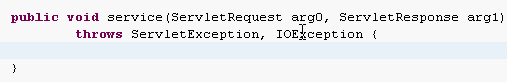 public void service(ServletRequest arg0, ServletResponse arg1)
throws ServletException, IOException {
}